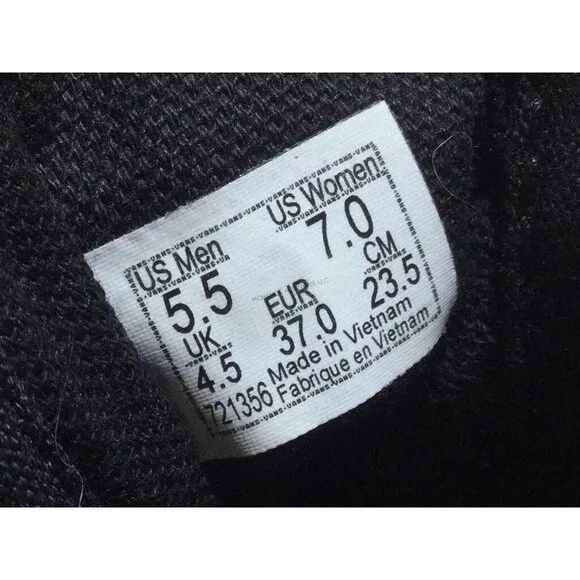 US Men US Women
5.5 7.0
UK EUR CM
4.5 37.0 23.5
721356 Made in Vietnam
Fabrique en Vietnam